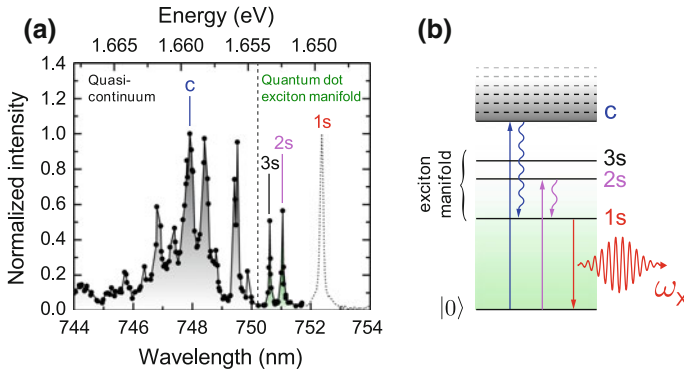 (a)
Energy (eV)
1.665 1.660 1.655 1.650
Normalized intensity
1.4
1.2
1.0
0.8
0.6
0.4
0.2
0.0
Quasi-
continuum
Quantum dot
exciton manifold
c
3s
2s
1s
744 746 748 750 752 754
Wavelength (nm)
(b)
c
3s
2s
1s
exciton
manifold
|0⟩
ωx